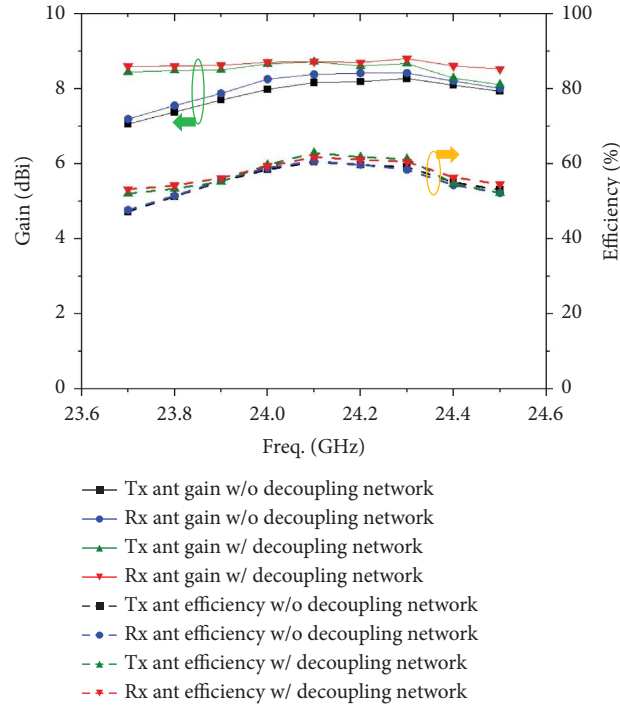 10
8
6
4
2
0
Gain (dBi)
100
80
60
40
20
0
Efficiency (%)
23.6 23.8 24.0 24.2 24.4 24.6
Freq. (GHz)
Tx ant gain w/o decoupling network
Rx ant gain w/o decoupling network
Tx ant gain w/ decoupling network
Rx ant gain w/ decoupling network
Tx ant efficiency w/o decoupling network
Rx ant efficiency w/o decoupling network
Tx ant efficiency w/ decoupling network
Rx ant efficiency w/ decoupling network